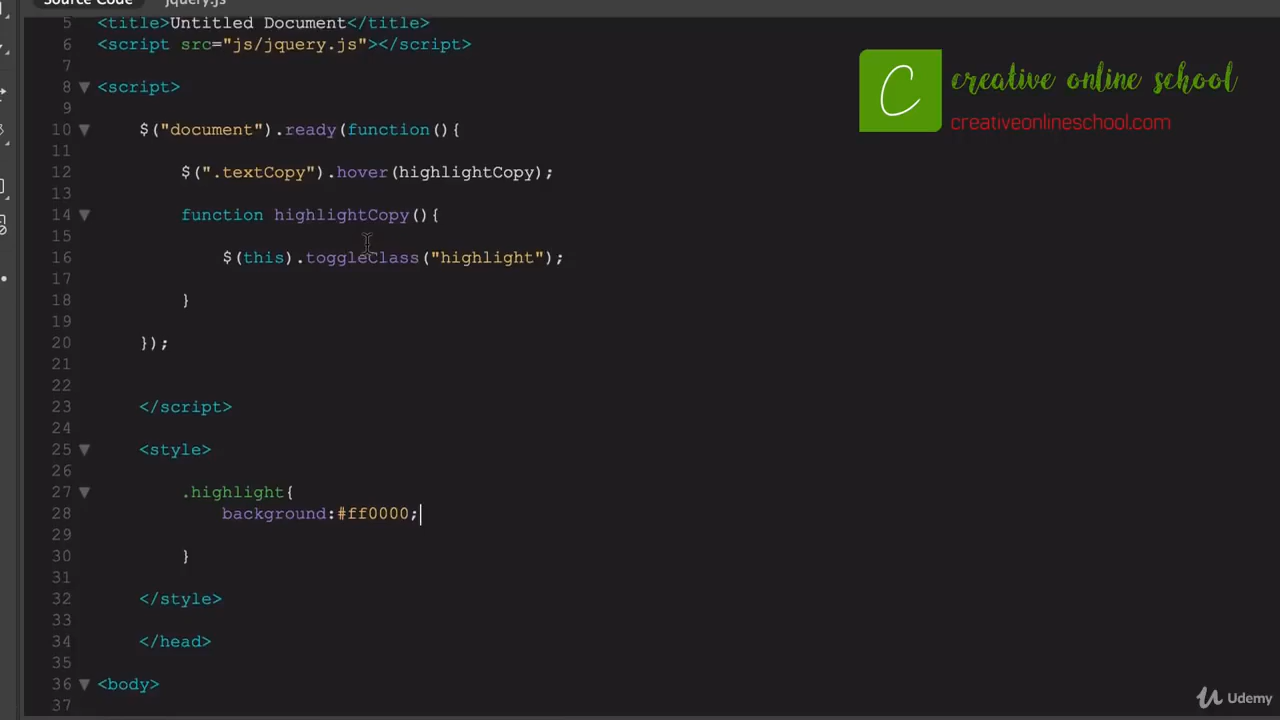 Source Code jquery.js
5 <title>Untitled Document</title>
6 <script src="js/jquery.js"></script>
7
8 <script>
9
10 $("document").ready(function(){
11
12 $(".textCopy").hover(highlightCopy);
13
14 function highlightCopy(){
15
16 $(this).toggleClass("highlight");
17
18 }
19
20 });
21
22
23 </script>
24
25 <style>
26
27 .highlight{
28 background:#ff0000;
29
30 }
31
32 </style>
33
34 </head>
35
36 <body>
37
C creative online school
creativeonlineschool.com
Udemy